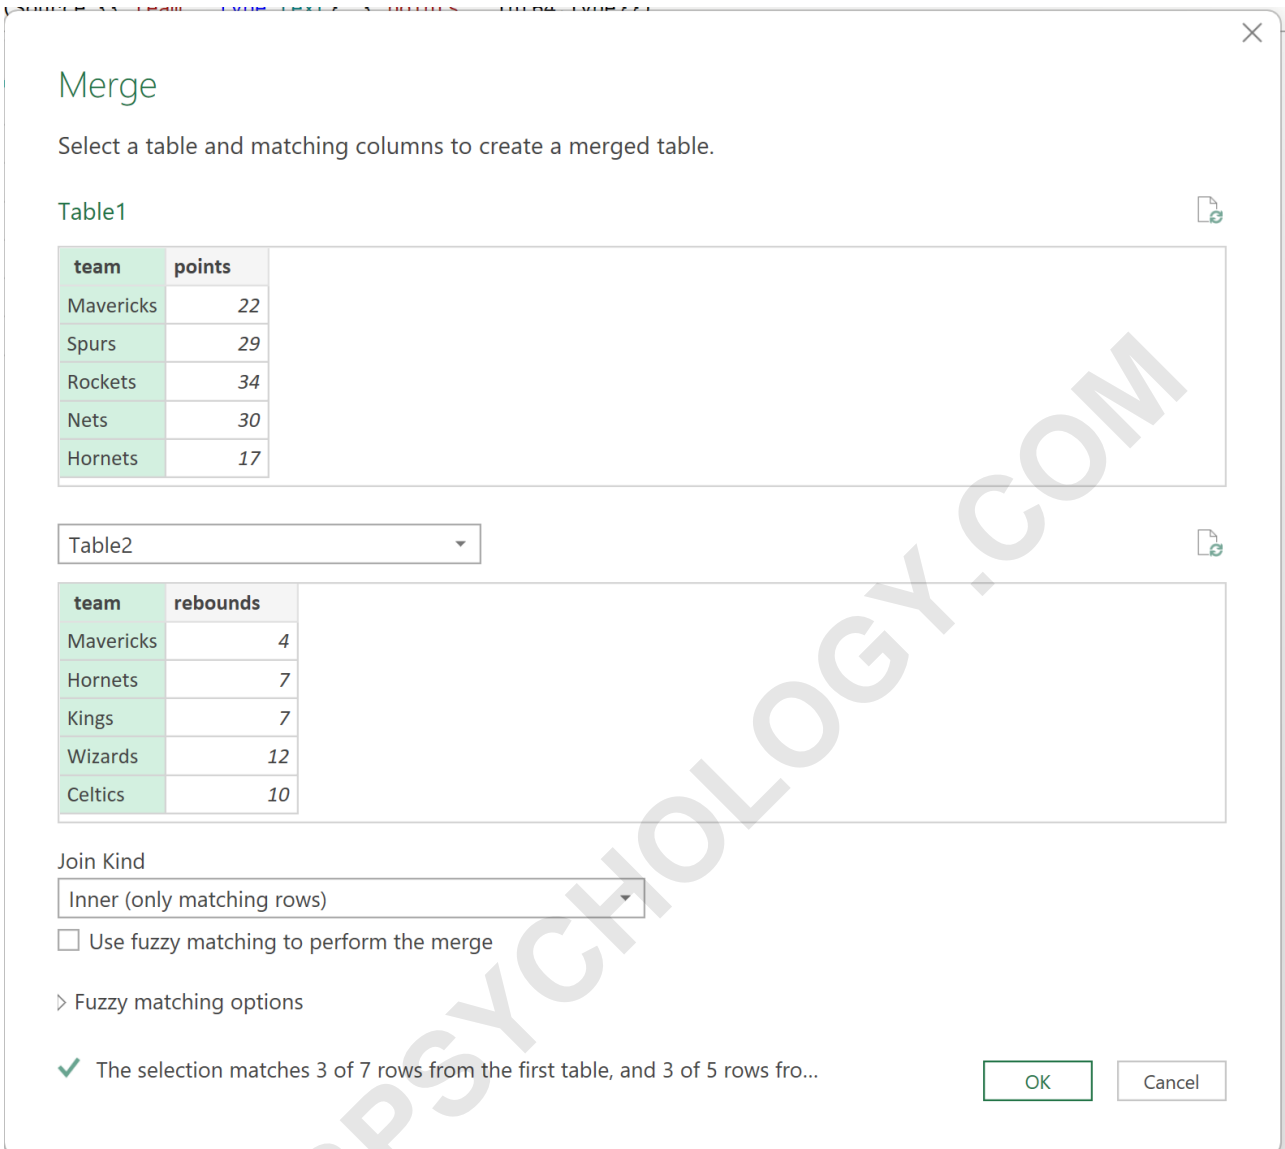 Merge
Select a table and matching columns to create a merged table.
Table1
team points
Mavericks 22
Spurs 29
Rockets 34
Nets 30
Hornets 17
Table2
team rebounds
Mavericks 4
Hornets 7
Kings 7
Wizards 12
Celtics 10
Join Kind
Inner (only matching rows)
Use fuzzy matching to perform the merge
Fuzzy matching options
The selection matches 3 of 7 rows from the first table, and 3 of 5 rows fro...
OK Cancel
PSYCHOLOGY.COM